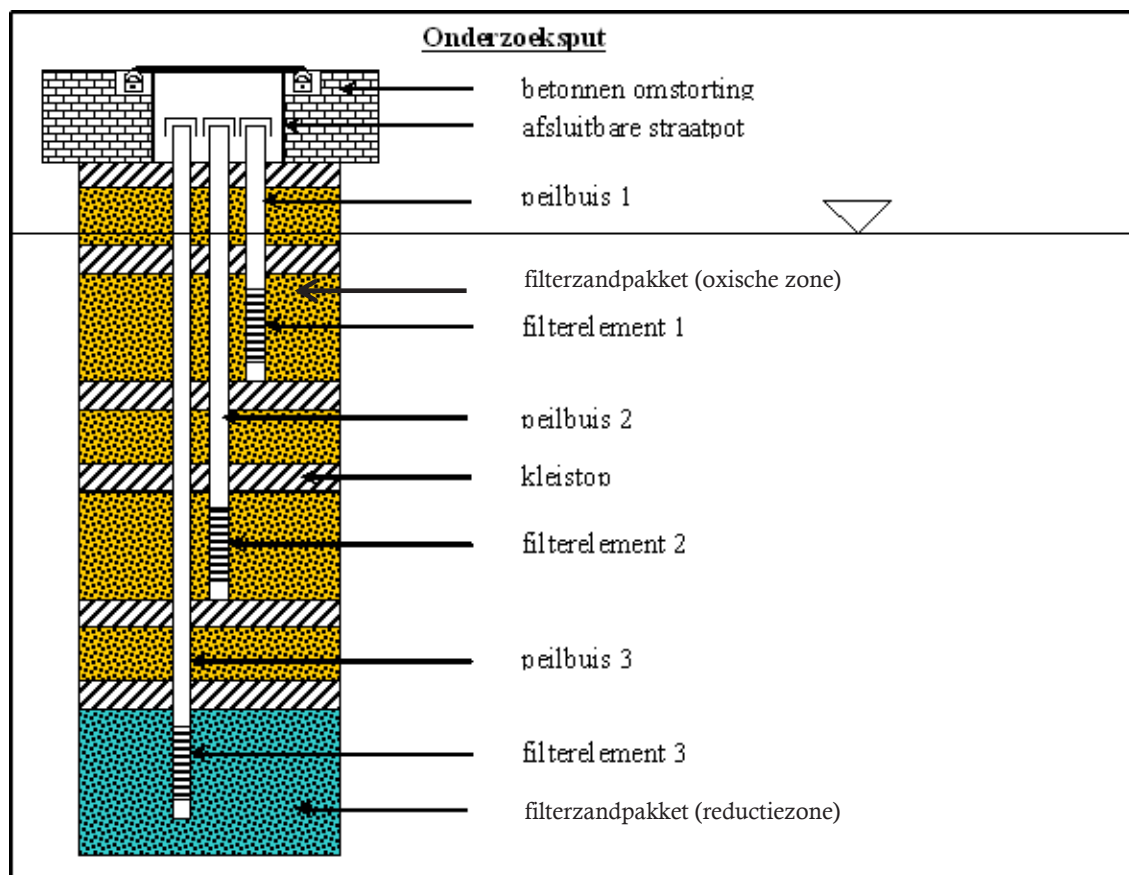 Onderzoeksput
betonnen omstorting
afsluitbare straatpot
peilbuis 1
filterzandpakket (oxische zone)
filterelement 1
peilbuis 2
kleistop
filterelement 2
peilbuis 3
filterelement 3
filterzandpakket (reductiezone)